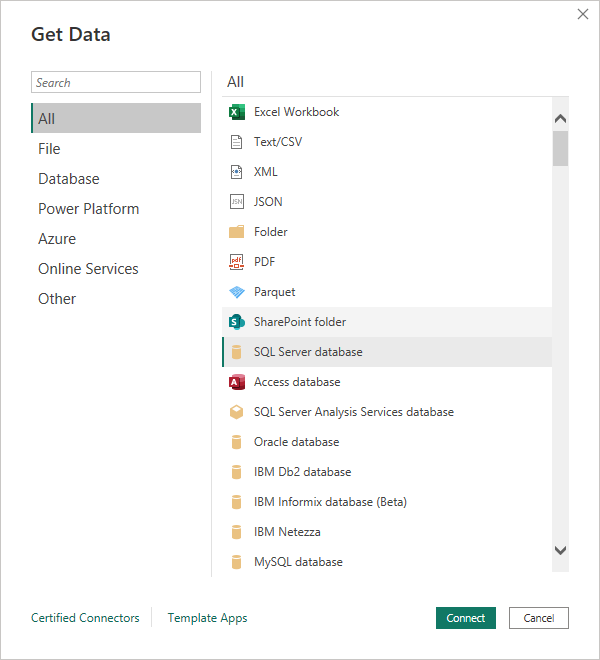 Get Data
Search
All
File
Database
Power Platform
Azure
Online Services
Other
All
Excel Workbook
Text/CSV
XML
JSON
Folder
PDF
Parquet
SharePoint folder
SQL Server database
Access database
SQL Server Analysis Services database
Oracle database
IBM Db2 database
IBM Informix database (Beta)
IBM Netezza
MySQL database
Certified Connectors
Template Apps
Connect
Cancel